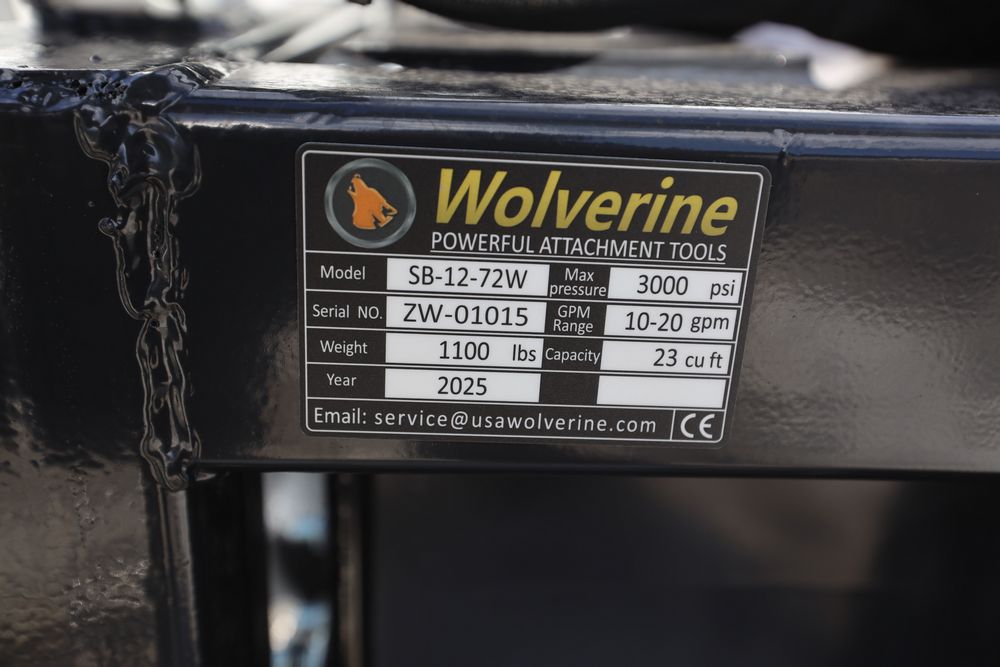 Wolverine
POWERFUL ATTACHMENT TOOLS
Model SB-12-72W Max pressure 3000 psi
Serial NO. ZW-01015 GPM Range 10-20 gpm
Weight 1100 lbs Capacity 23 cu ft
Year 2025
Email: service@usawolverine.com CE